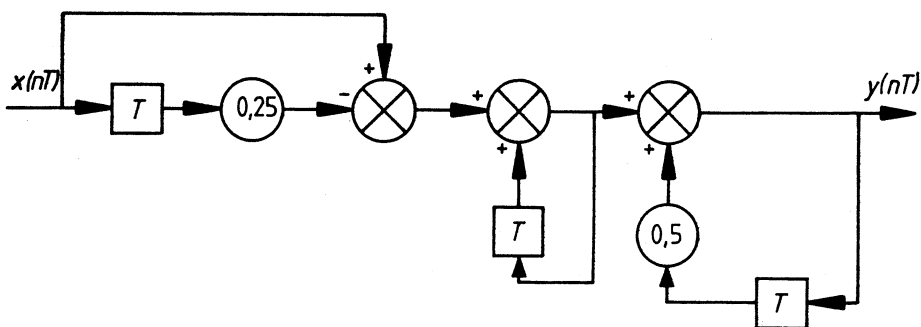 x(nT)
T
0,25
+
-
+
+
T
+
+
0,5
T
y(nT)